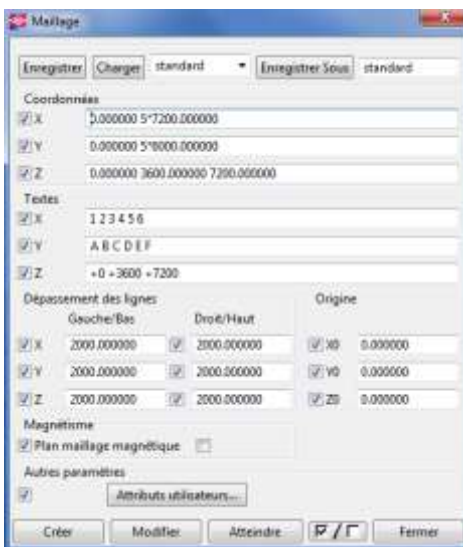 Maillage
Enregistrer Charger standard Enregistrer Sous standard
Coordonnées
X 0.000000 5*7200.000000
Y 0.000000 5*6000.000000
Z 0.000000 3600.000000 7200.000000
Textes
X 1 2 3 4 5 6
Y A B C D E F
Z +0 +3600 +7200
Dépassement des lignes Origine
Gauche/Bas Droit/Haut
X 2000.000000 2000.000000 X0 0.000000
Y 2000.000000 2000.000000 Y0 0.000000
Z 2000.000000 2000.000000 Z0 0.000000
Magnétisme
Plan maillage magnétique
Autres paramètres
Attributs utilisateurs...
Créer Modifier Atteindre / Fermer